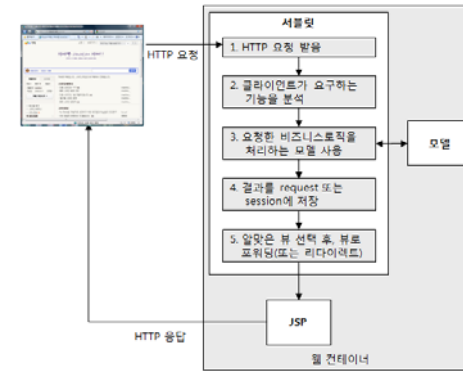 서블릿
HTTP 요청
1. HTTP 요청 받음
2. 클라이언트가 요구하는
기능을 분석
3. 요청한 비즈니스로직을
처리하는 모델 사용
모델
4. 결과를 request 또는
session에 저장
5. 알맞은 뷰 선택 후, 뷰로
포워딩(또는 리다이렉트)
JSP
HTTP 응답
웹 컨테이너